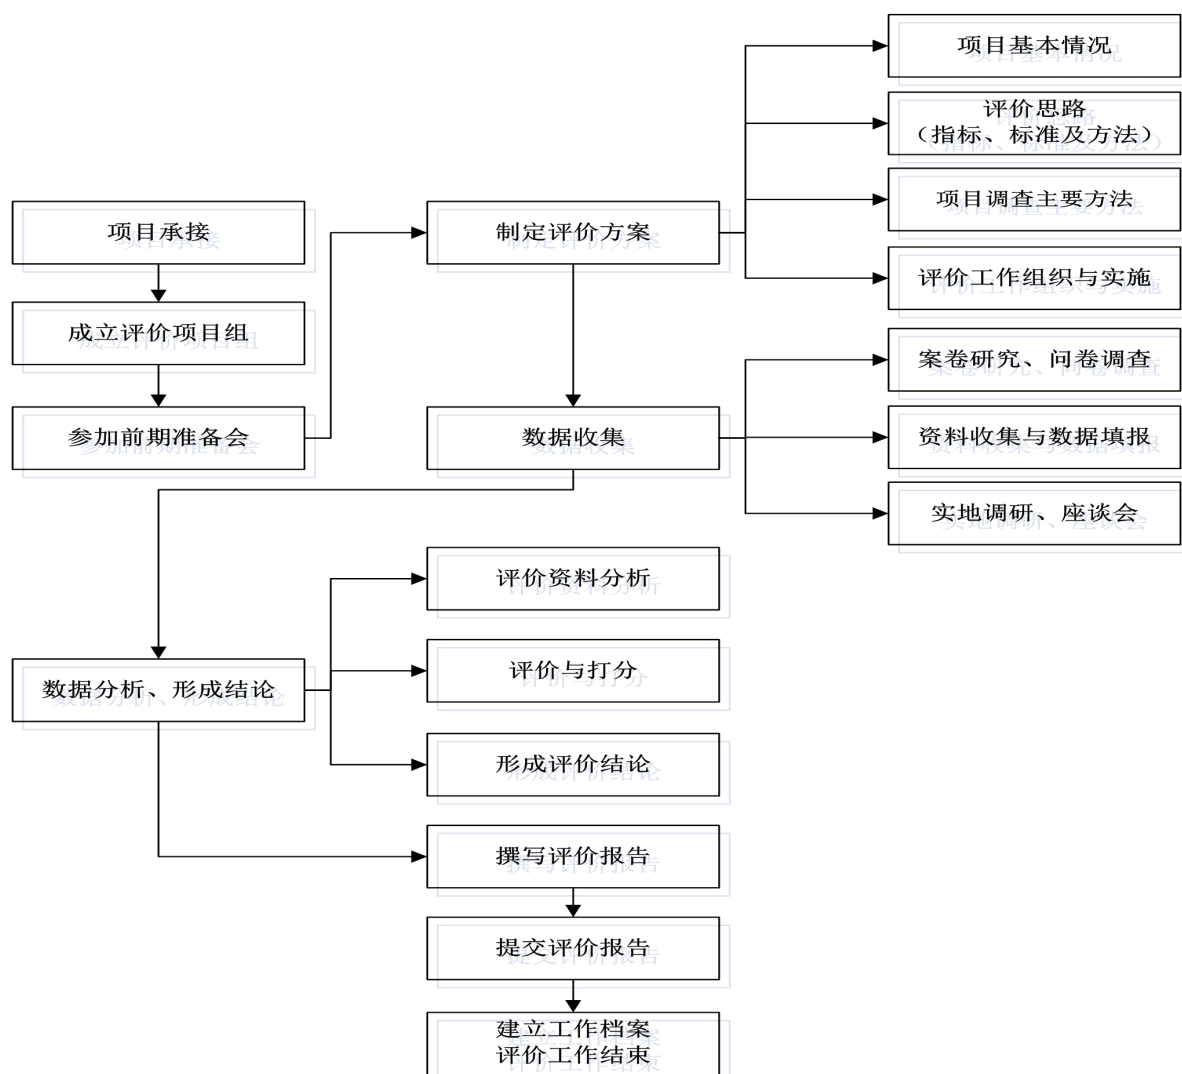 项目基本情况
评价思路
（指标、标准及方法）
项目调查主要方法
评价工作组织与实施
项目承接
成立评价项目组
参加前期准备会
制定评价方案
数据收集
案卷研究、问卷调查
资料收集与数据填报
实地调研、座谈会
数据分析、形成结论
评价资料分析
评价与打分
形成评价结论
撰写评价报告
提交评价报告
建立工作档案
评价工作结束